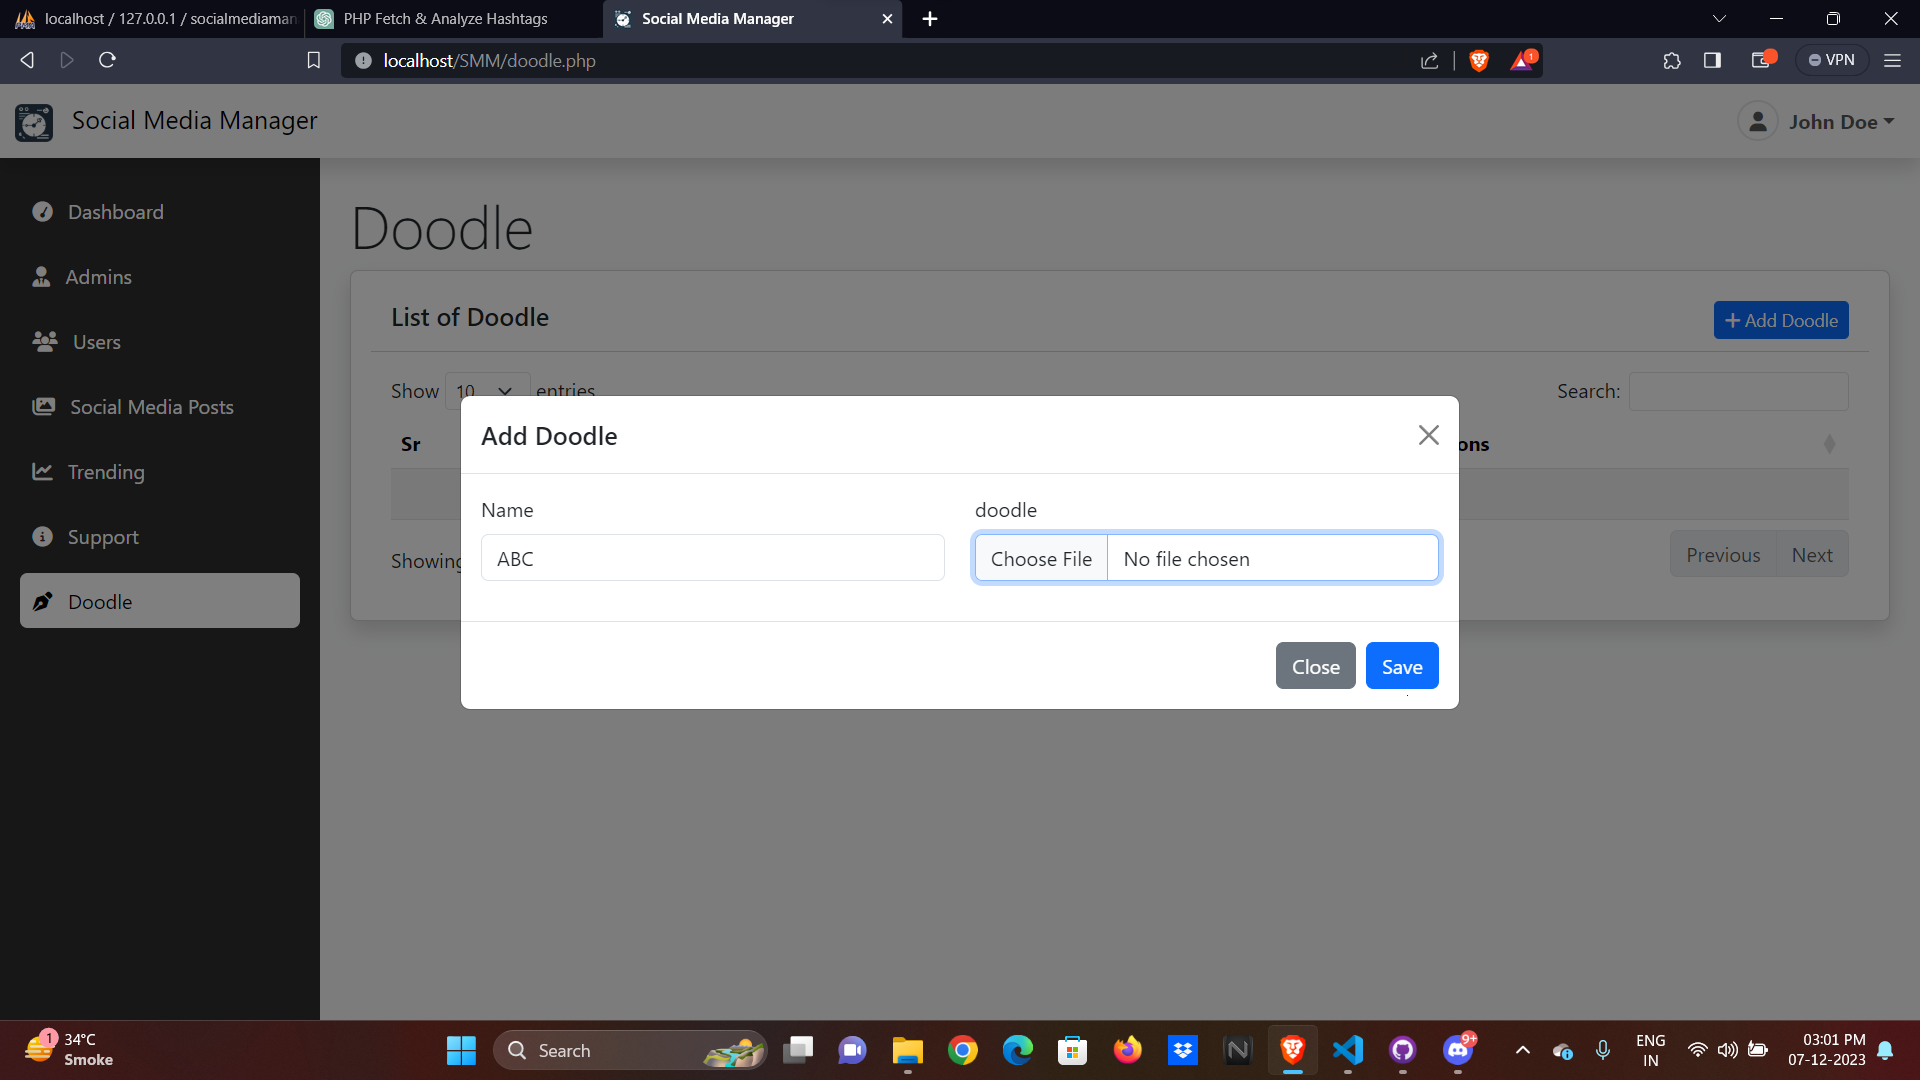 localhost / 127.0.0.1 / socialmediaman
PHP Fetch & Analyze Hashtags
Social Media Manager
localhost/SMM/doodle.php
1
VPN
Social Media Manager
John Doe
Dashboard
Admins
Users
Social Media Posts
Trending
Support
Doodle
Doodle
List of Doodle
Add Doodle
Show 10 entries
Search:
Sr
ons
Showing
Previous
Next
Add Doodle
Name
doodle
ABC
Choose File
No file chosen
Close
Save
1
34°C
Smoke
Search
9+
ENG
IN
03:01 PM
07-12-2023